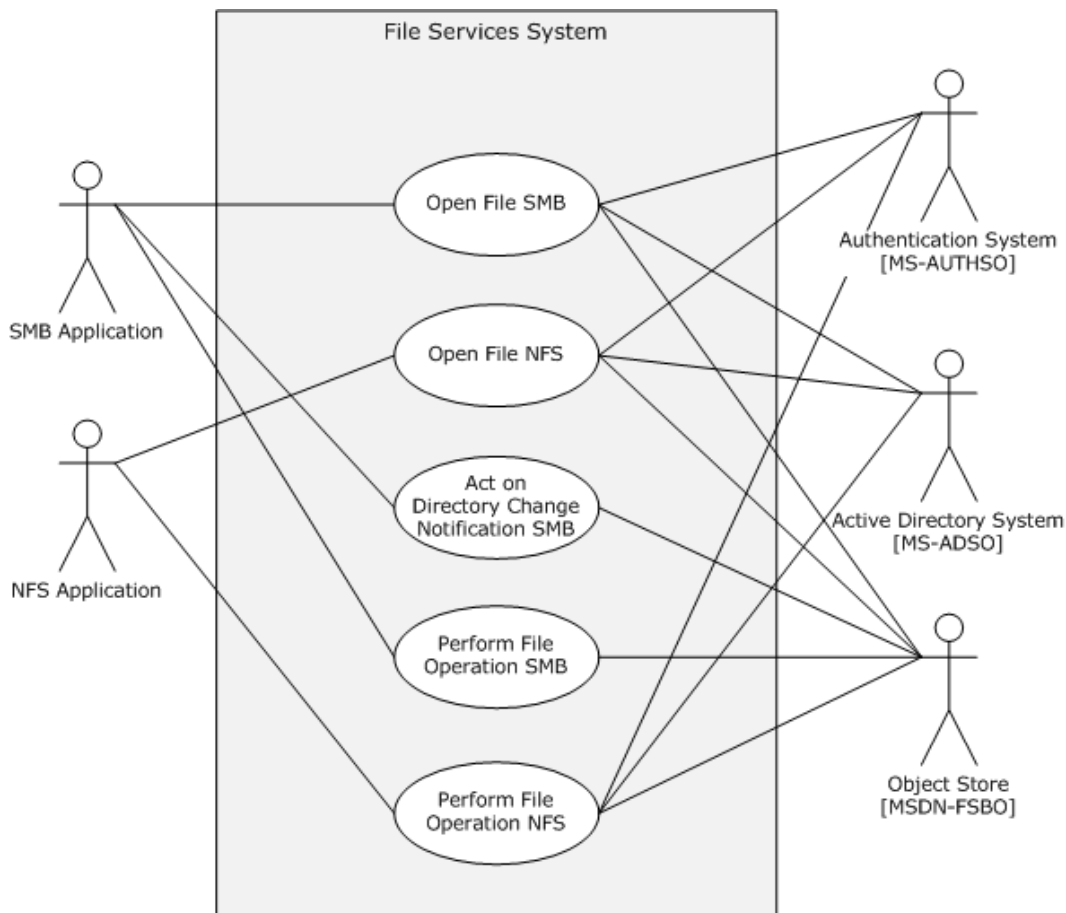 File Services System
Open File SMB
Authentication System
[MS-AUTHSO]
SMB Application
Open File NFS
Act on
Directory Change
Notification SMB
Active Directory System
[MS-ADSO]
NFS Application
Perform File
Operation SMB
Object Store
[MSDN-FSBO]
Perform File
Operation NFS